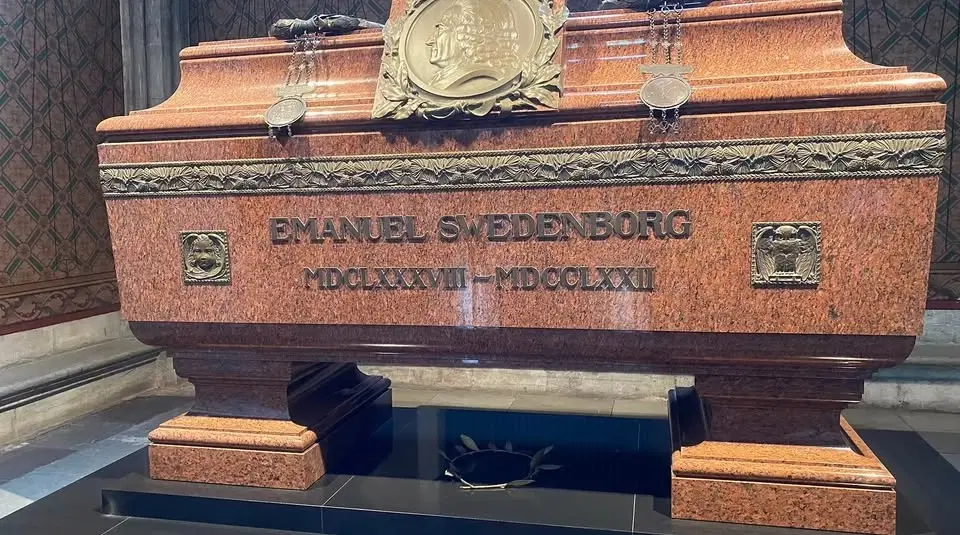 EMANUEL SWEDENBORG
MDCLXXXVIII – MDCCLXXII